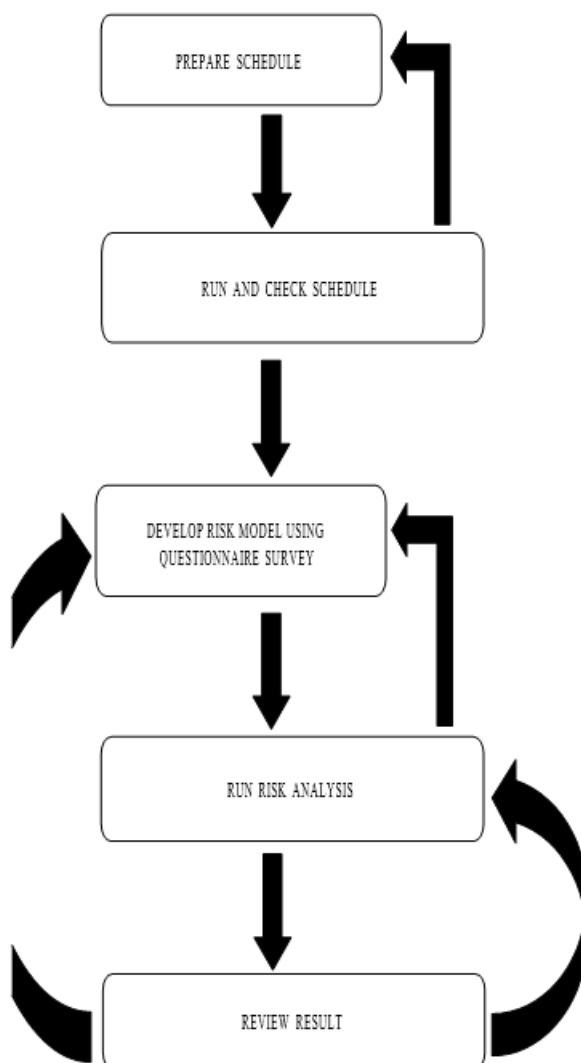 PREPARE SCHEDULE
RUN AND CHECK SCHEDULE
DEVELOP RISK MODEL USING
QUESTIONNAIRE SURVEY
RUN RISK ANALYSIS
REVIEW RESULT